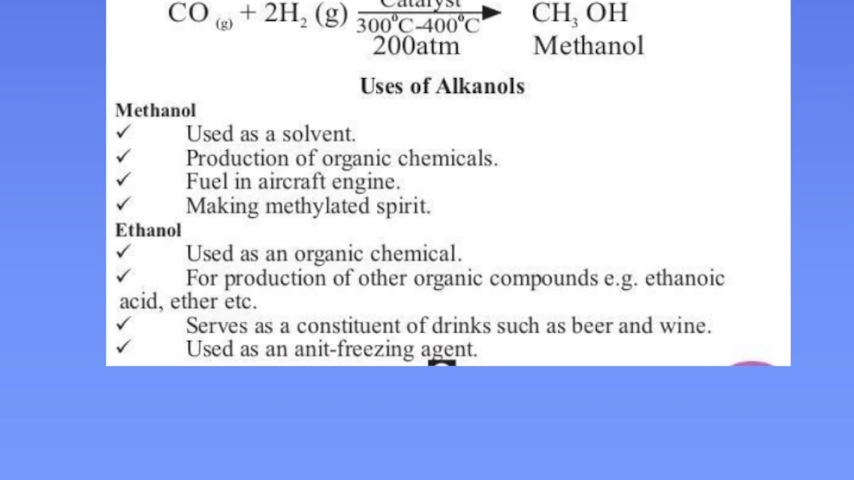 CO (g) + 2H₂ (g) Catalyst CH₃ OH
300°C-400°C
200atm Methanol
Uses of Alkanols
Methanol
✓ Used as a solvent.
✓ Production of organic chemicals.
✓ Fuel in aircraft engine.
✓ Making methylated spirit.
Ethanol
✓ Used as an organic chemical.
✓ For production of other organic compounds e.g. ethanoic
acid, ether etc.
✓ Serves as a constituent of drinks such as beer and wine.
✓ Used as an anit-freezing agent.